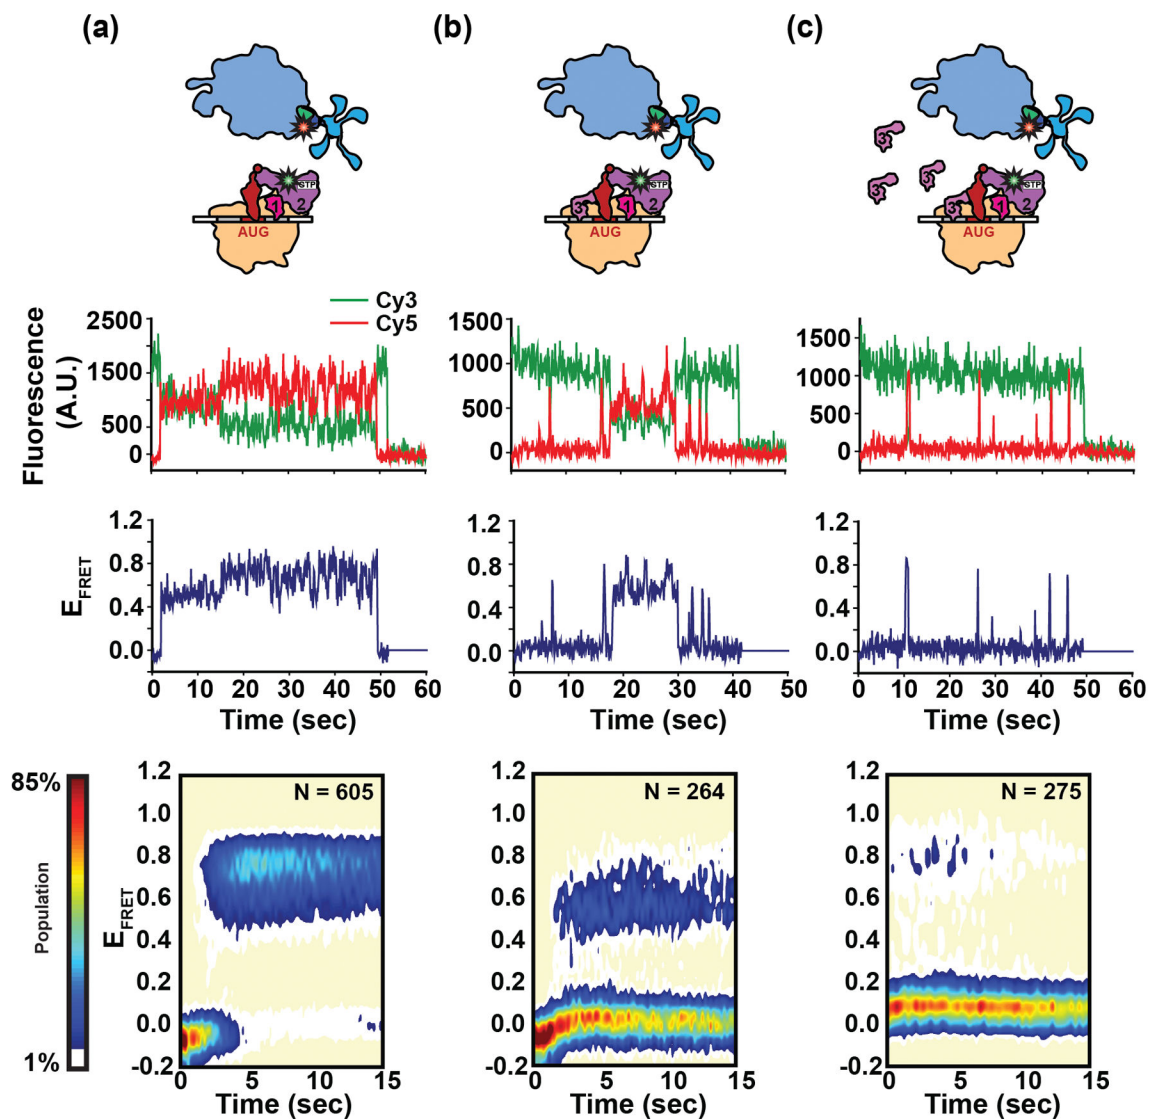 (a) (b) (c)
3 3 3
GTP GTP GTP
1 2 3 1 2 3 1 2
AUG AUG AUG
Cy3
Cy5
Fluorescence
(A.U.)
2500
1500
500
0
1500
1000
500
0
1500
1000
500
0
E_FRET
1.2
0.8
0.4
0.0
1.2
0.8
0.4
0.0
1.2
0.8
0.4
0.0
0 10 20 30 40 50 60
0 10 20 30 40 50
0 10 20 30 40 50 60
Time (sec) Time (sec) Time (sec)
85%
Population
1%
E_FRET
1.2
1.0
0.8
0.6
0.4
0.2
0.0
-0.2
N = 605
1.2
1.0
0.8
0.6
0.4
0.2
0.0
-0.2
N = 264
1.2
1.0
0.8
0.6
0.4
0.2
0.0
-0.2
N = 275
0 5 10 15
0 5 10 15
0 5 10 15
Time (sec) Time (sec) Time (sec)